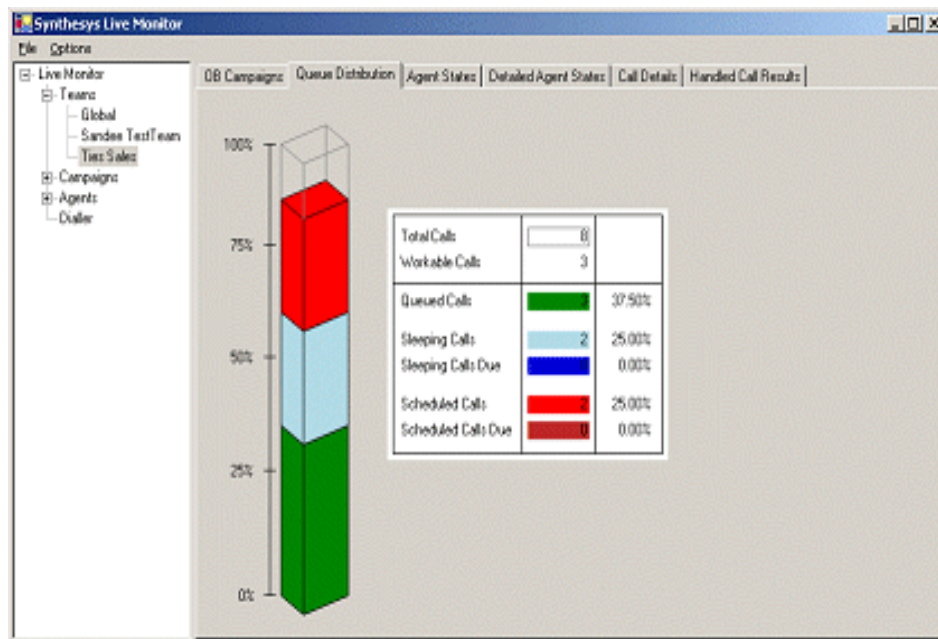 Synthesys Live Monitor
File Options
Live Monitor
Teams
Global
Sandee TestTeam
Ties Sales
Campaigns
Agents
Dialler
OB Campaigns Queue Distribution Agent States Detailed Agent States Call Details Handled Call Results
100%
75%
50%
25%
0%
Total Calls 8
Workable Calls 3
Queued Calls 3 37.50%
Sleeping Calls 2 25.00%
Sleeping Calls Due 0.00%
Scheduled Calls 2 25.00%
Scheduled Calls Due 0 0.00%